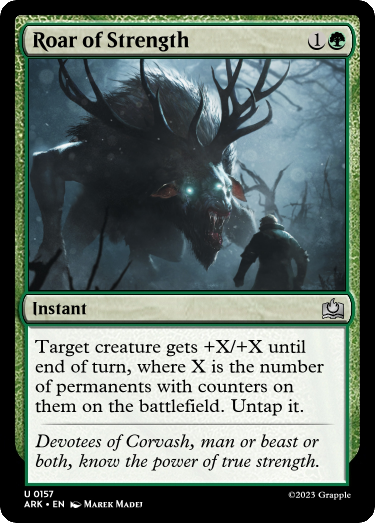 Roar of Strength 1
Instant
Target creature gets +X/+X until
end of turn, where X is the number
of permanents with counters on
them on the battlefield. Untap it.
Devotees of Corvash, man or beast or
both, know the power of true strength.
U 0157
ARK • EN Marek Madej ©2023 Grapple